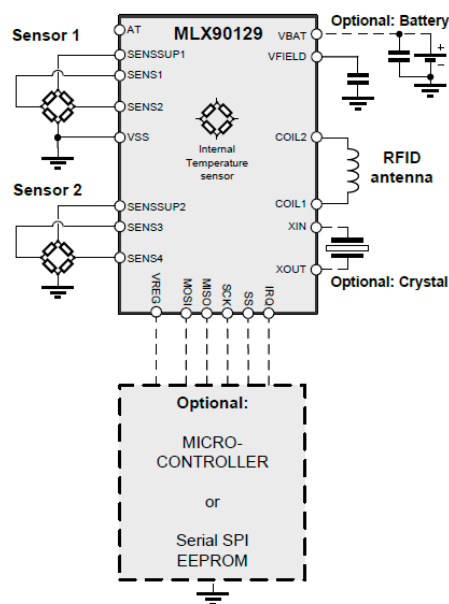 MLX90129
Optional: Battery
Sensor 1
AT
SENSSUP1
SENS1
SENS2
VSS
VBAT
VFIELD
+
−
Internal
Temperature
sensor
COIL2
COIL1
RFID
antenna
Sensor 2
SENSSUP2
SENS3
SENS4
XIN
XOUT
Optional: Crystal
VREG
MOSI
MISO
SCK
SS
IRQ
Optional:
MICRO-
CONTROLLER
or
Serial SPI
EEPROM